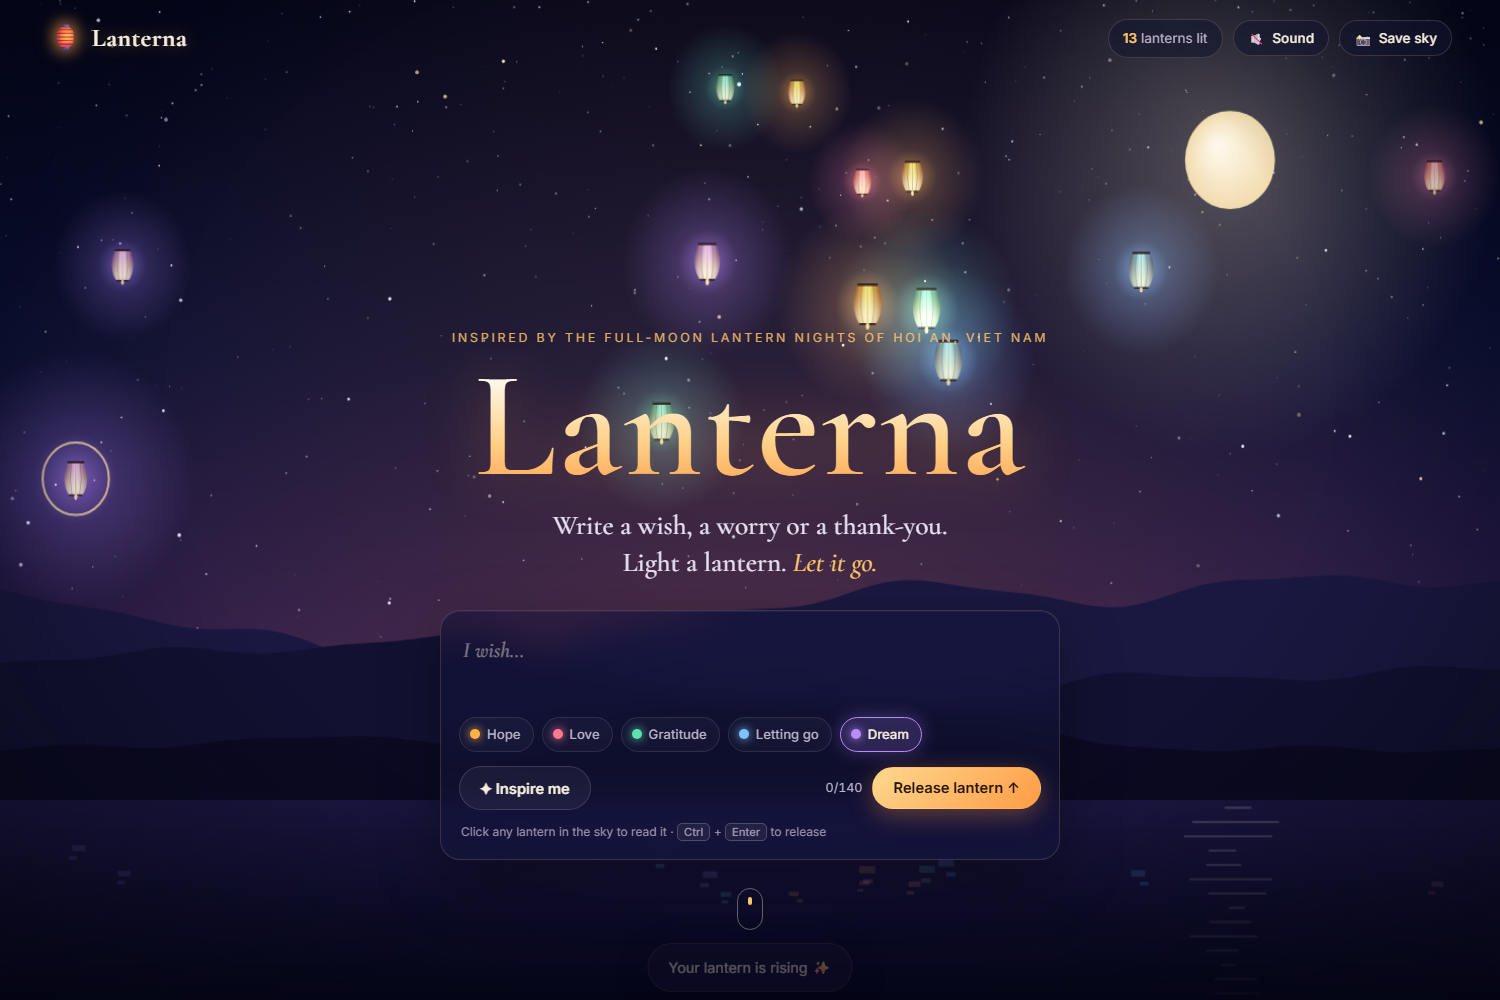 Lanterna
13 lanterns lit
Sound
Save sky
INSPIRED BY THE FULL-MOON LANTERN NIGHTS OF HOI AN, VIET NAM
Lanterna
Write a wish, a worry or a thank-you.
Light a lantern. Let it go.
I wish...
Hope
Love
Gratitude
Letting go
Dream
✦ Inspire me
0/140
Release lantern ↑
Click any lantern in the sky to read it · Ctrl + Enter to release
Your lantern is rising ✨